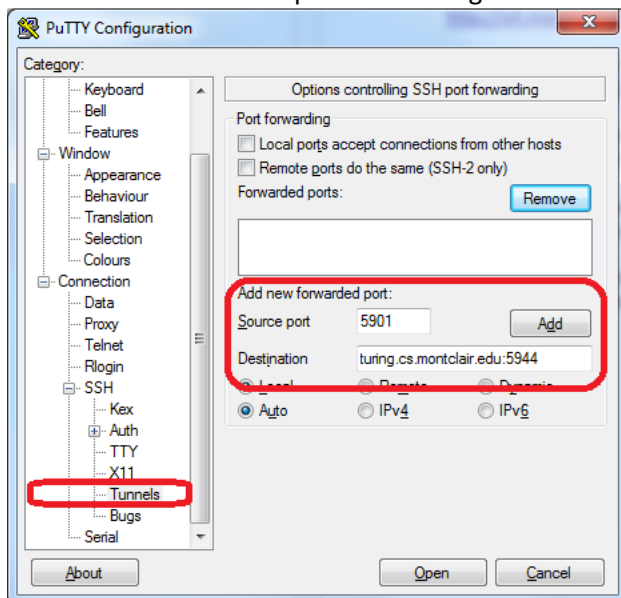 PuTTY Configuration
Category:
Keyboard
Bell
Features
Window
Appearance
Behaviour
Translation
Selection
Colours
Connection
Data
Proxy
Telnet
Rlogin
SSH
Kex
Auth
TTY
X11
Tunnels
Bugs
Serial
Options controlling SSH port forwarding
Port forwarding
Local ports accept connections from other hosts
Remote ports do the same (SSH-2 only)
Forwarded ports:
Remove
Add new forwarded port:
Source port 5901 Add
Destination turing.cs.montclair.edu:5944
Local Remote Dynamic
Auto IPv4 IPv6
About Open Cancel